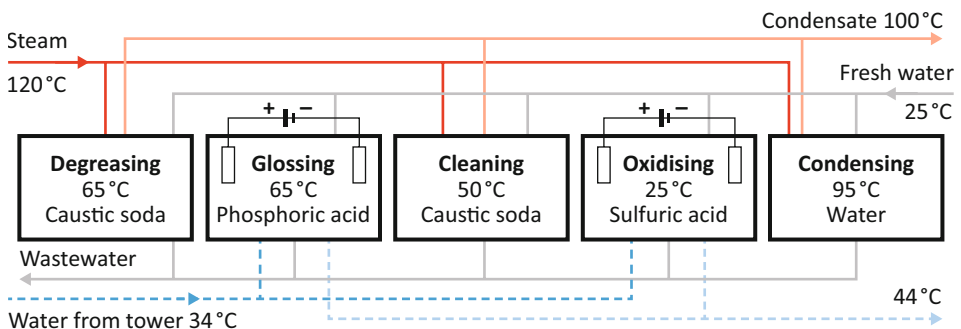 Condensate 100 °C
Steam
120 °C
Fresh water
25 °C
+ −
+ −
Degreasing
65 °C
Caustic soda
Glossing
65 °C
Phosphoric acid
Cleaning
50 °C
Caustic soda
Oxidising
25 °C
Sulfuric acid
Condensing
95 °C
Water
Wastewater
44 °C
Water from tower 34 °C